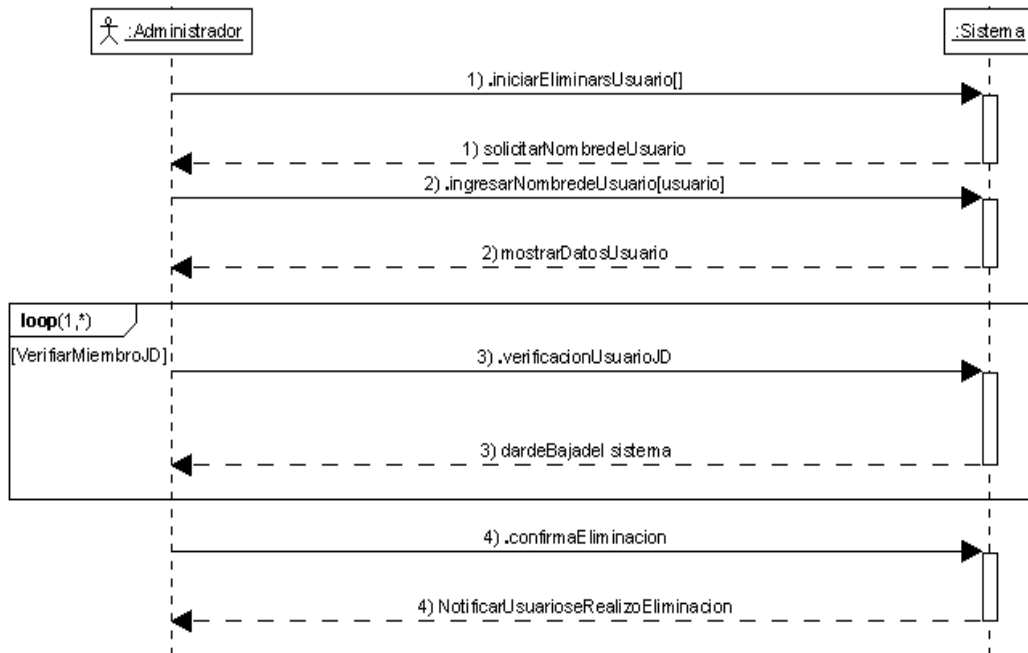 :Administrador
:Sistema
1) .iniciarEliminarsUsuario[]
1) solicitarNombredeUsuario
2) .ingresarNombredeUsuario[usuario]
2) mostrarDatosUsuario
loop(1,*)
[VerifiarMiembroJD]
3) .verificacionUsuarioJD
3) dardeBajadel sistema
4) .confirmaEliminacion
4) NotificarUsuarioseRealizoEliminacion